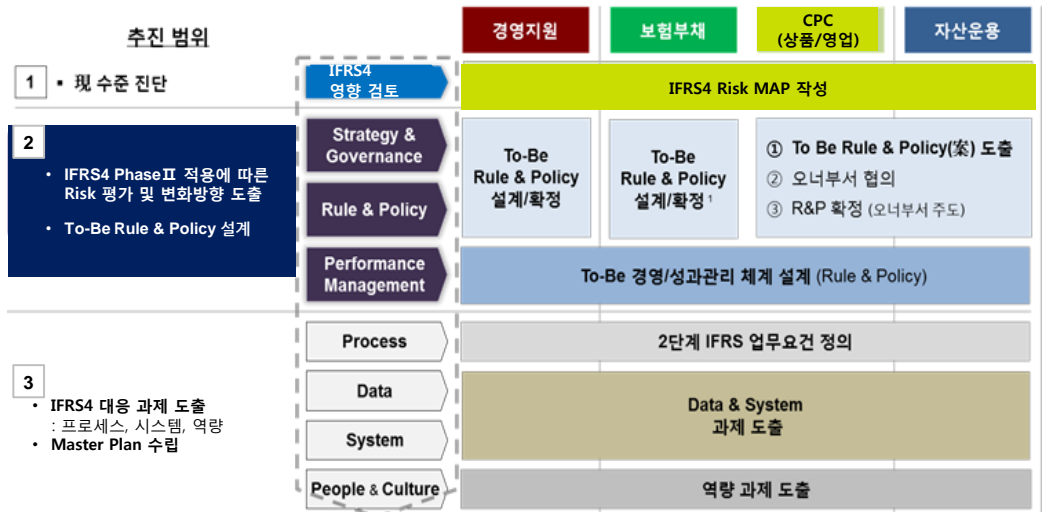 추진 범위
경영지원
보험부채
CPC
(상품/영업)
자산운용
1
▪ 現 수준 진단
IFRS4
영향 검토
IFRS4 Risk MAP 작성
2
• IFRS4 PhaseⅡ 적용에 따른
Risk 평가 및 변화방향 도출
• To-Be Rule & Policy 설계
Strategy &
Governance
Rule & Policy
Performance
Management
To-Be
Rule & Policy
설계/확정
To-Be
Rule & Policy
설계/확정 1
① To Be Rule & Policy(案) 도출
② 오너부서 협의
③ R&P 확정 (오너부서 주도)
To-Be 경영/성과관리 체계 설계 (Rule & Policy)
3
• IFRS4 대응 과제 도출
: 프로세스, 시스템, 역량
• Master Plan 수립
Process
2단계 IFRS 업무요건 정의
Data
System
Data & System
과제 도출
People & Culture
역량 과제 도출